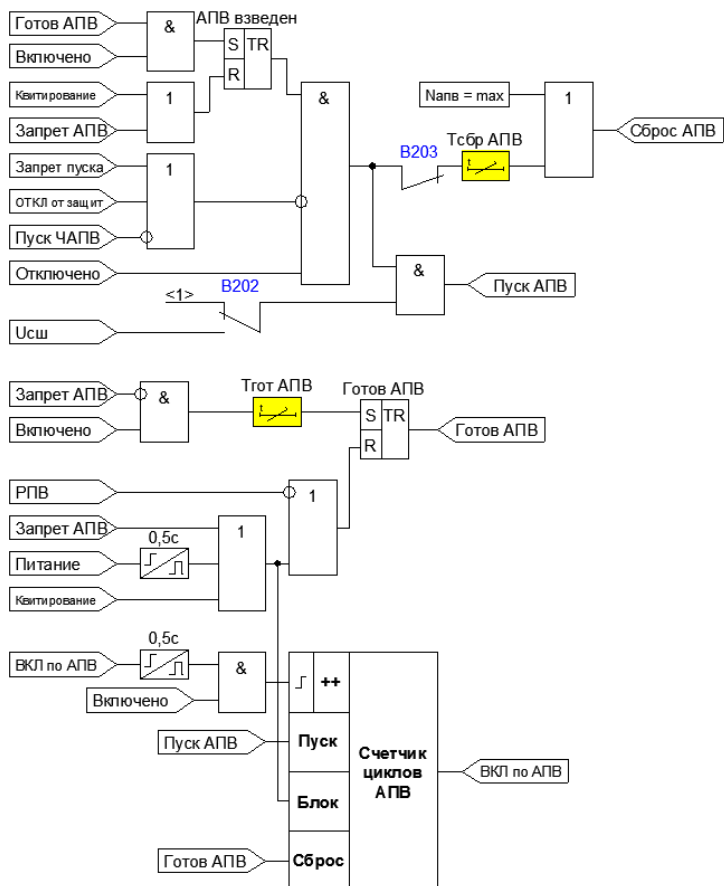 Готов АПВ
Включено
&
АПВ взведен
S TR
R
Квитирование
Запрет АПВ
1
&
Запрет пуска
ОТКЛ от защит
Пуск ЧАПВ
1
Отключено
Nапв = max
1
Сброс АПВ
В203
Тсбр АПВ
t
В202
<1>
Uсш
&
Пуск АПВ
Запрет АПВ
Включено
&
Тгот АПВ
t
Готов АПВ
S TR
R
Готов АПВ
РПВ
1
Запрет АПВ
Питание
0,5с
Квитирование
1
ВКЛ по АПВ
0,5с
&
Включено
++
Пуск АПВ
Пуск
Счетчик
циклов
АПВ
ВКЛ по АПВ
Блок
Готов АПВ
Сброс